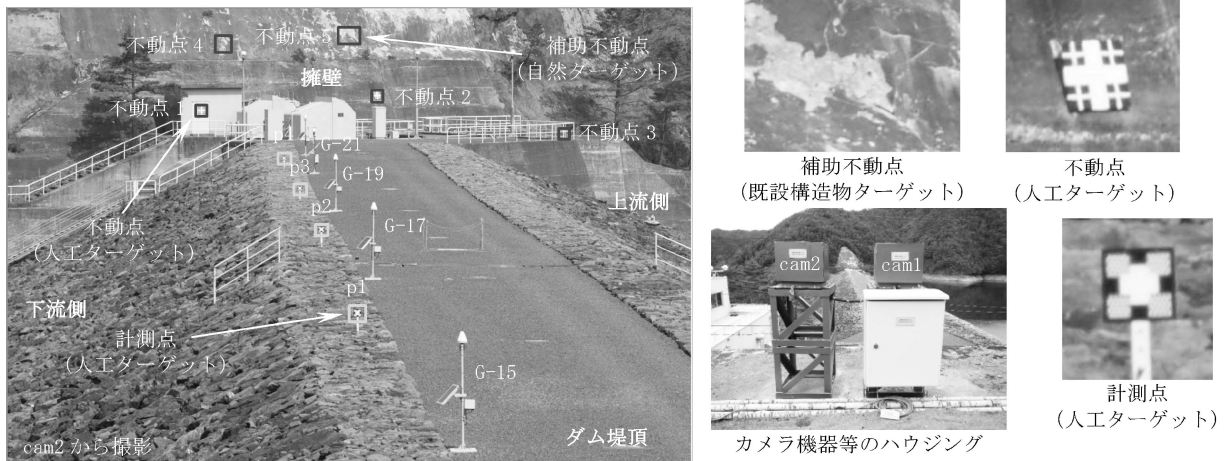 不動点 4
不動点 5
補助不動点
(自然ターゲット)
擁壁
不動点 1
不動点 2
不動点 3
p4
G-21
p3
G-19
p2
G-17
上流側
不動点
(人工ターゲット)
下流側
p1
計測点
(人工ターゲット)
G-15
ダム堤頂
cam2 から撮影
補助不動点
(既設構造物ターゲット)
不動点
(人工ターゲット)
cam2
cam1
カメラ機器等のハウジング
計測点
(人工ターゲット)